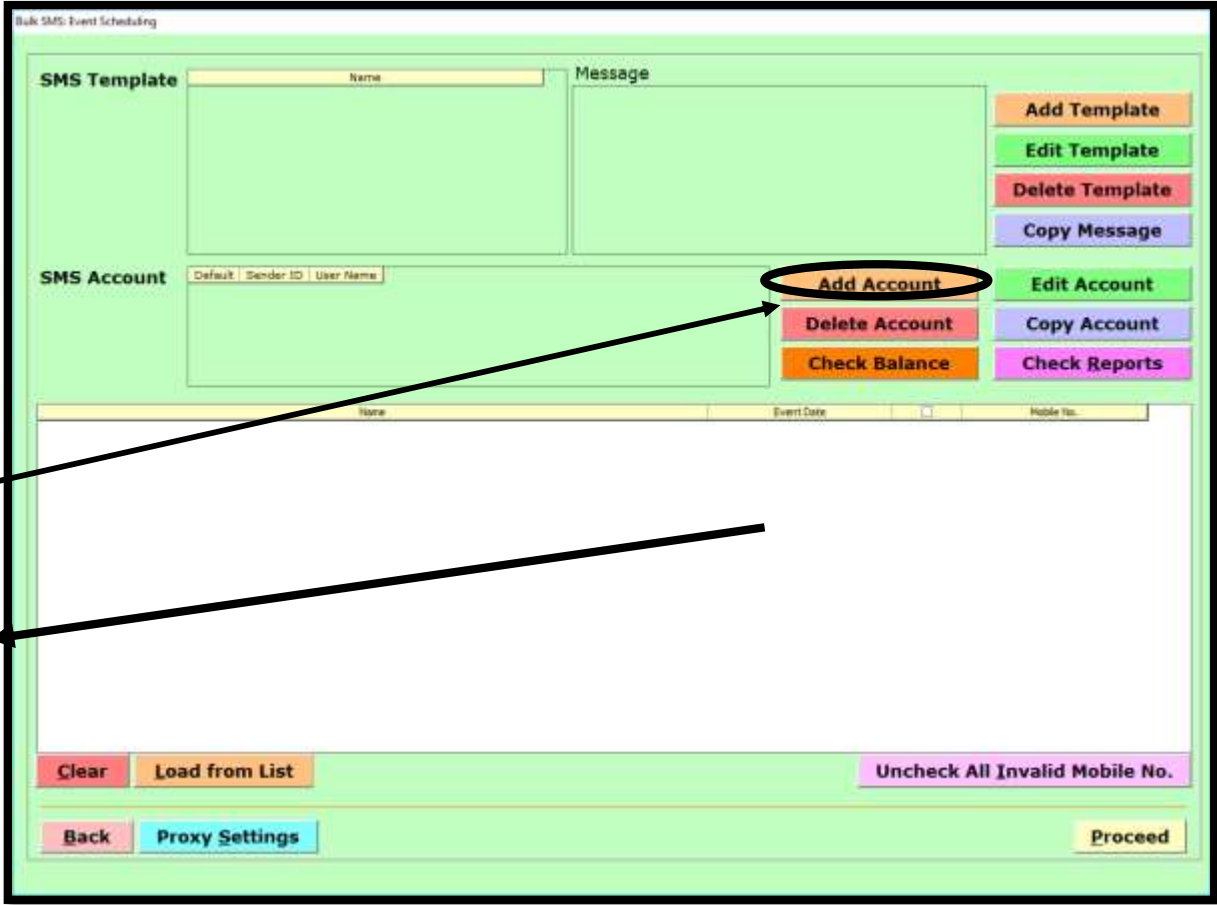 Bulk SMS: Event Scheduling
SMS Template
Name
Message
Add Template
Edit Template
Delete Template
Copy Message
SMS Account
Default Sender ID User Name
Add Account
Edit Account
Delete Account
Copy Account
Check Balance
Check Reports
Name Event Date Mobile No.
Clear
Load from List
Uncheck All Invalid Mobile No.
Back
Proxy Settings
Proceed